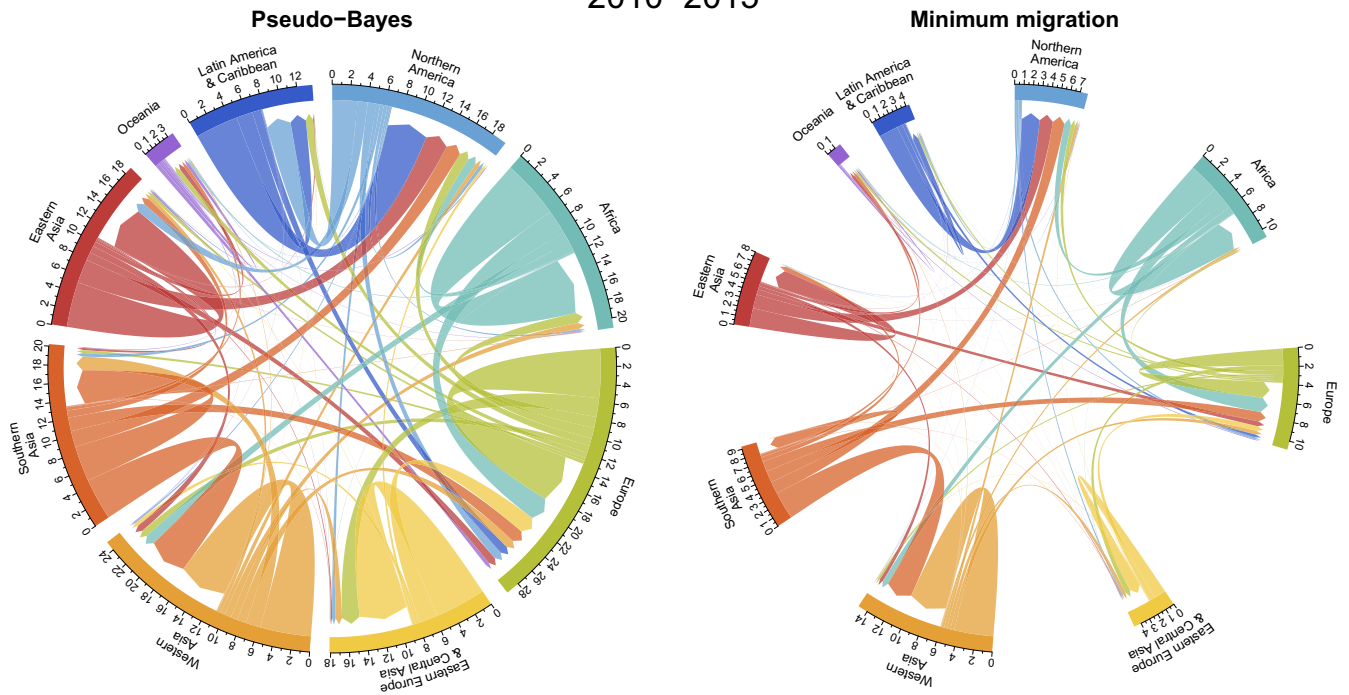 2010−2015
Pseudo−Bayes
Minimum migration
Latin America
& Caribbean
0 2 4 6 8 10 12
Northern
America
0 2 4 6 8 10 12 14 16 18
Africa
0 2 4 6 8 10 12 14 16 18 20
Europe
0 2 4 6 8 10 12 14 16 18 20 22 24 26 28
Eastern Europe
& Central Asia
0 2 4 6 8 10 12 14 16 18
Western
Asia
0 2 4 6 8 10 12 14 16 18 20 22 24
Southern
Asia
0 2 4 6 8 10 12 14 16 18 20
Eastern
Asia
0 2 4 6 8 10 12 14 16 18
Oceania
0 1 2 3
Latin America
& Caribbean
0 1 2 3 4
Northern
America
0 1 2 3 4 5 6 7
Africa
0 2 4 6 8 10
Europe
0 2 4 6 8 10
Eastern Europe
& Central Asia
0 1 2 3 4
Western
Asia
0 2 4 6 8 10 12 14
Southern
Asia
0 1 2 3 4 5 6 7 8 9
Eastern
Asia
0 1 2 3 4 5 6 7 8
Oceania
0 1